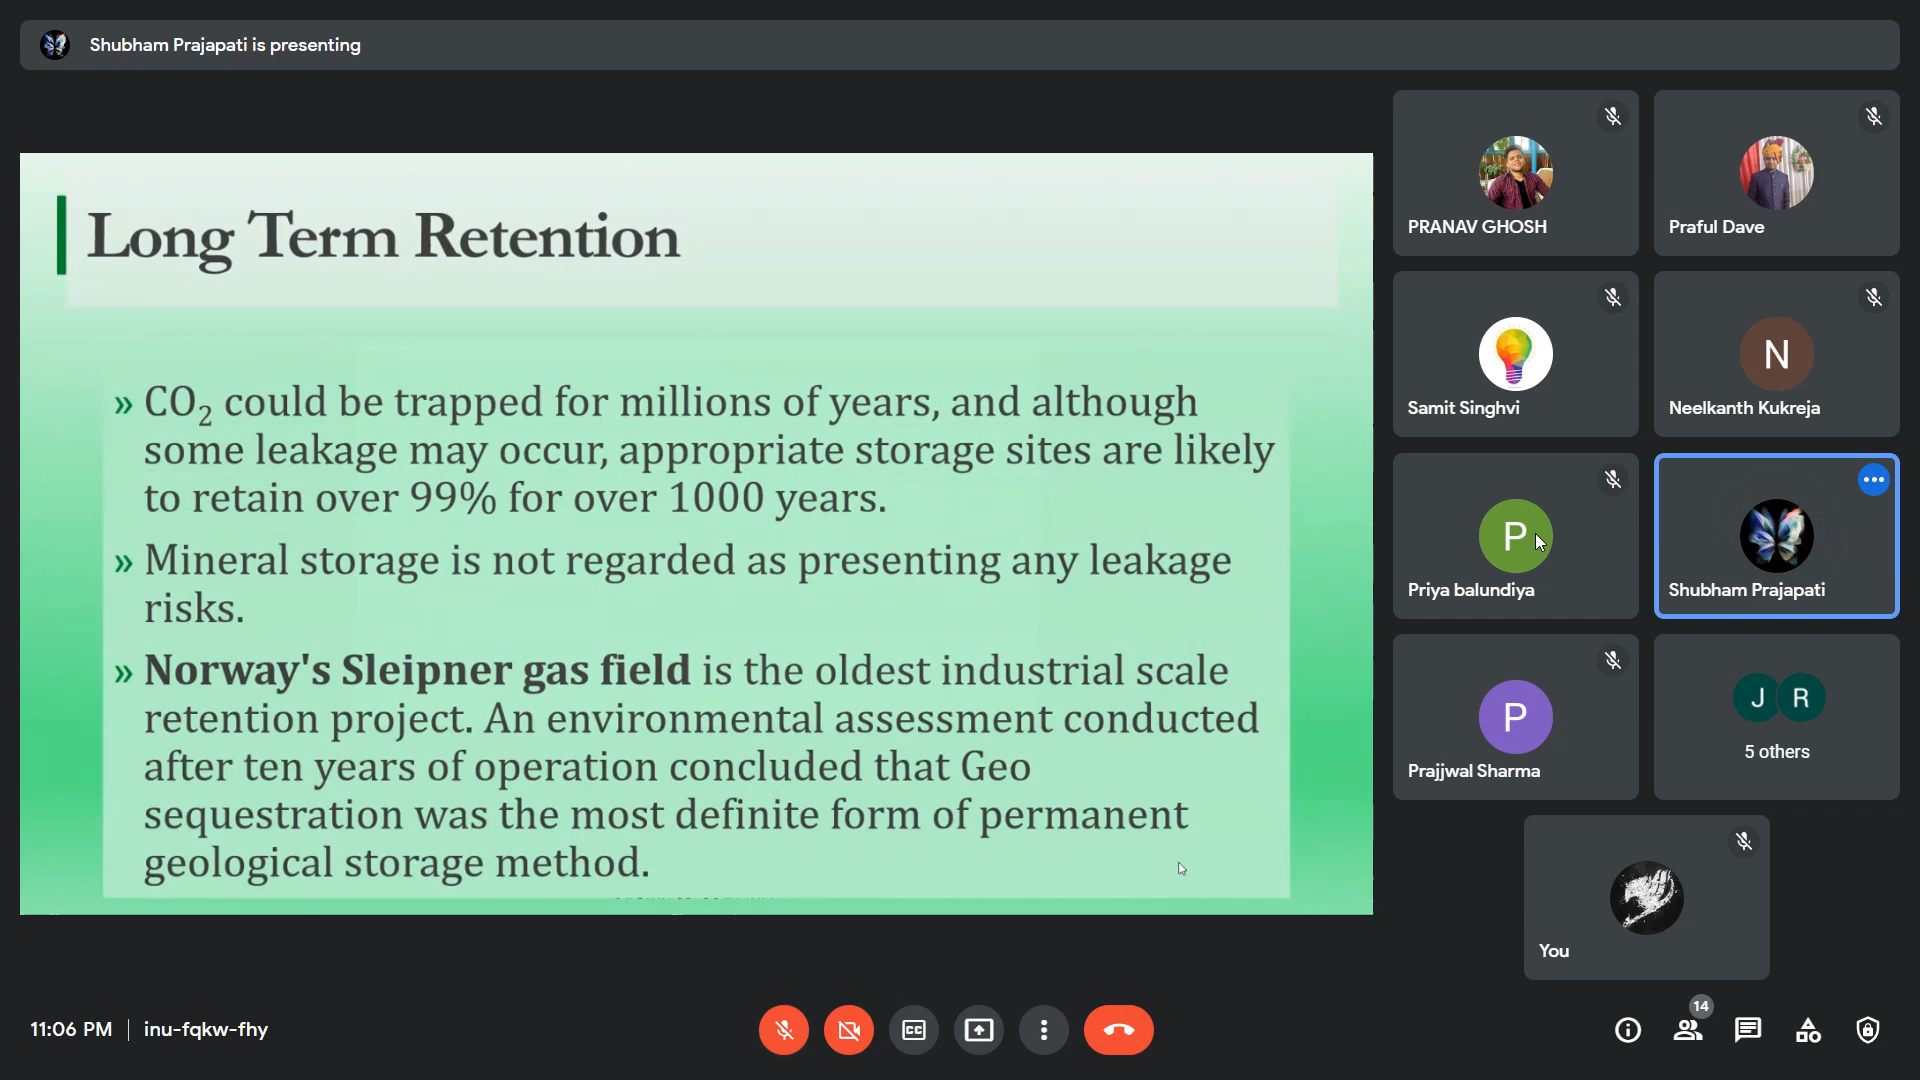 Shubham Prajapati is presenting
Long Term Retention
» CO₂ could be trapped for millions of years, and although
some leakage may occur, appropriate storage sites are likely
to retain over 99% for over 1000 years.
» Mineral storage is not regarded as presenting any leakage
risks.
» Norway's Sleipner gas field is the oldest industrial scale
retention project. An environmental assessment conducted
after ten years of operation concluded that Geo
sequestration was the most definite form of permanent
geological storage method.
PRANAV GHOSH
Praful Dave
Samit Singhvi
N
Neelkanth Kukreja
P
Priya balundiya
Shubham Prajapati
P
Prajjwal Sharma
J R
5 others
You
11:06 PM | inu-fqkw-fhy
CC
14